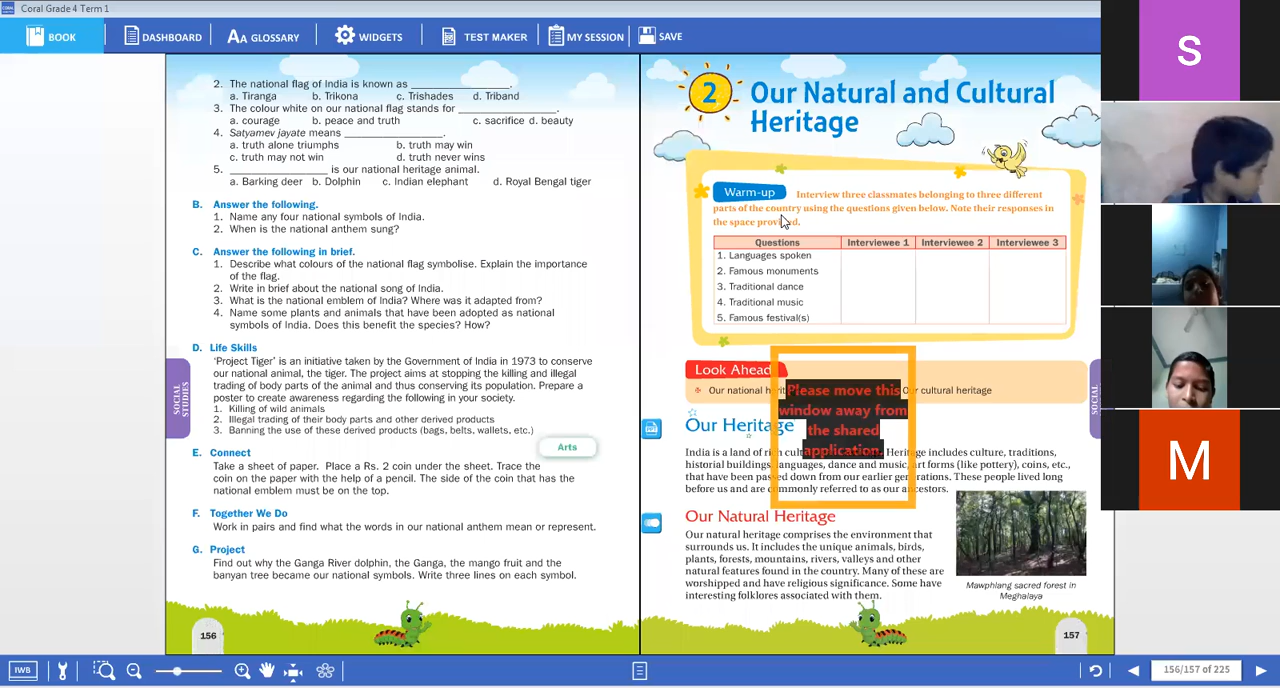 Coral Grade 4 Term 1
BOOK
DASHBOARD
AA GLOSSARY
WIDGETS
TEST MAKER
MY SESSION
SAVE
2. The national flag of India is known as ________________.
a. Tiranga b. Trikona c. Trishades d. Triband
3. The colour white on our national flag stands for ________________.
a. courage b. peace and truth c. sacrifice d. beauty
4. Satyamev jayate means ________________.
a. truth alone triumphs b. truth may win
c. truth may not win d. truth never wins
5. ________________ is our national heritage animal.
a. Barking deer b. Dolphin c. Indian elephant d. Royal Bengal tiger
B. Answer the following.
1. Name any four national symbols of India.
2. When is the national anthem sung?
C. Answer the following in brief.
1. Describe what colours of the national flag symbolise. Explain the importance
of the flag.
2. Write in brief about the national song of India.
3. What is the national emblem of India? Where was it adapted from?
4. Name some plants and animals that have been adopted as national
symbols of India. Does this benefit the species? How?
D. Life Skills
'Project Tiger' is an initiative taken by the Government of India in 1973 to conserve
our national animal, the tiger. The project aims at stopping the killing and illegal
trading of body parts of the animal and thus conserving its population. Prepare a
poster to create awareness regarding the following in your society.
1. Killing of wild animals
2. Illegal trading of body parts and other derived products
3. Banning the use of these derived products (bags, belts, wallets, etc.)
Arts
E. Connect
Take a sheet of paper. Place a Rs. 2 coin under the sheet. Trace the
coin on the paper with the help of a pencil. The side of the coin that has the
national emblem must be on the top.
F. Together We Do
Work in pairs and find what the words in our national anthem mean or represent.
G. Project
Find out why the Ganga River dolphin, the Ganga, the mango fruit and the
banyan tree became our national symbols. Write three lines on each symbol.
SOCIAL
STUDIES
156
2
Our Natural and Cultural
Heritage
Warm-up Interview three classmates belonging to three different
parts of the country using the questions given below. Note their responses in
the space provided.
Questions Interviewee 1 Interviewee 2 Interviewee 3
1. Languages spoken
2. Famous monuments
3. Traditional dance
4. Traditional music
5. Famous festival(s)
Look Ahead
Our national Our cultural heritage
Please move this
window away from
the shared
application.
Our Heritage
India is a land of rich Heritage includes culture, traditions,
historial buildings, languages, dance and music, art forms (like pottery), coins, etc.,
that have been passed down from our earlier generations. These people lived long
before us and are commonly referred to as our ancestors.
Our Natural Heritage
Our natural heritage comprises the environment that
surrounds us. It includes the unique animals, birds,
plants, forests, mountains, rivers, valleys and other
natural features found in the country. Many of these are
worshipped and have religious significance. Some have
interesting folklores associated with them.
Mawphlang sacred forest in
Meghalaya
SOCIAL
157
S
M
IWB
156/157 of 225